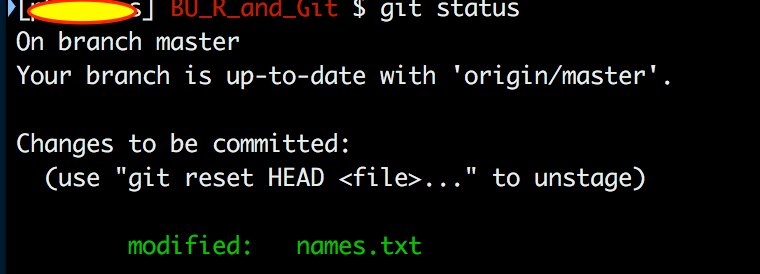 ] BU_R_and_Git $ git status
On branch master
Your branch is up-to-date with 'origin/master'.
Changes to be committed:
(use "git reset HEAD <file>..." to unstage)
modified: names.txt